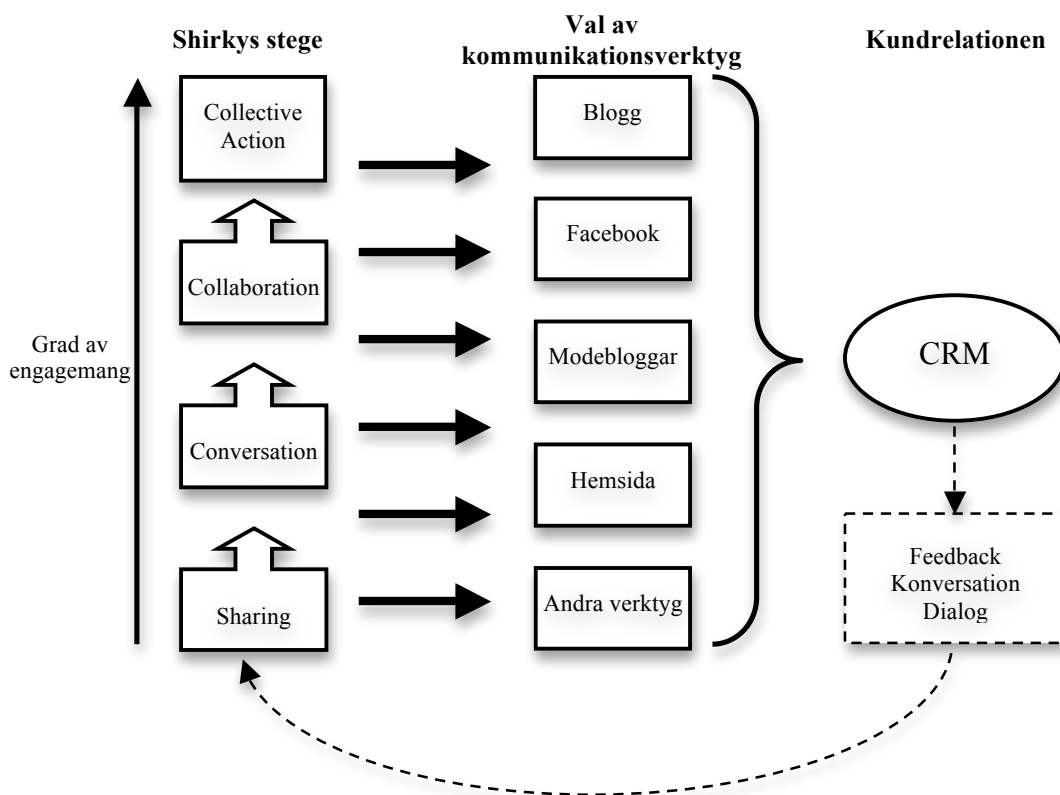 Shirkys stege
Val av
kommunikationsverktyg
Kundrelationen
Grad av
engagemang
Collective
Action
Collaboration
Conversation
Sharing
Blogg
Facebook
Modebloggar
Hemsida
Andra verktyg
CRM
Feedback
Konversation
Dialog